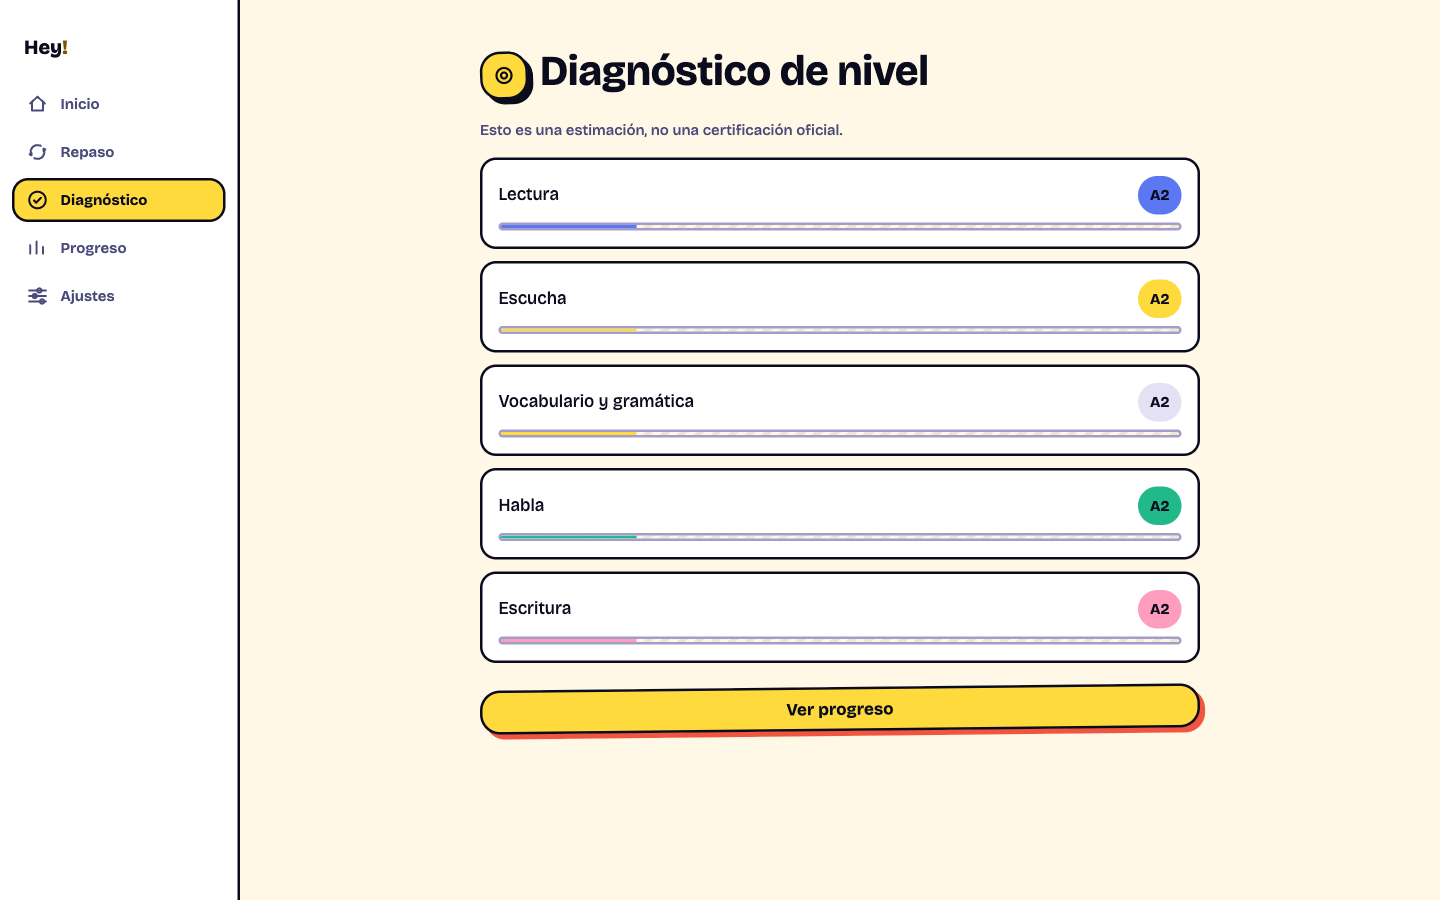 Hey!
Inicio
Repaso
Diagnóstico
Progreso
Ajustes
Diagnóstico de nivel
Esto es una estimación, no una certificación oficial.
Lectura
A2
Escucha
A2
Vocabulario y gramática
A2
Habla
A2
Escritura
A2
Ver progreso